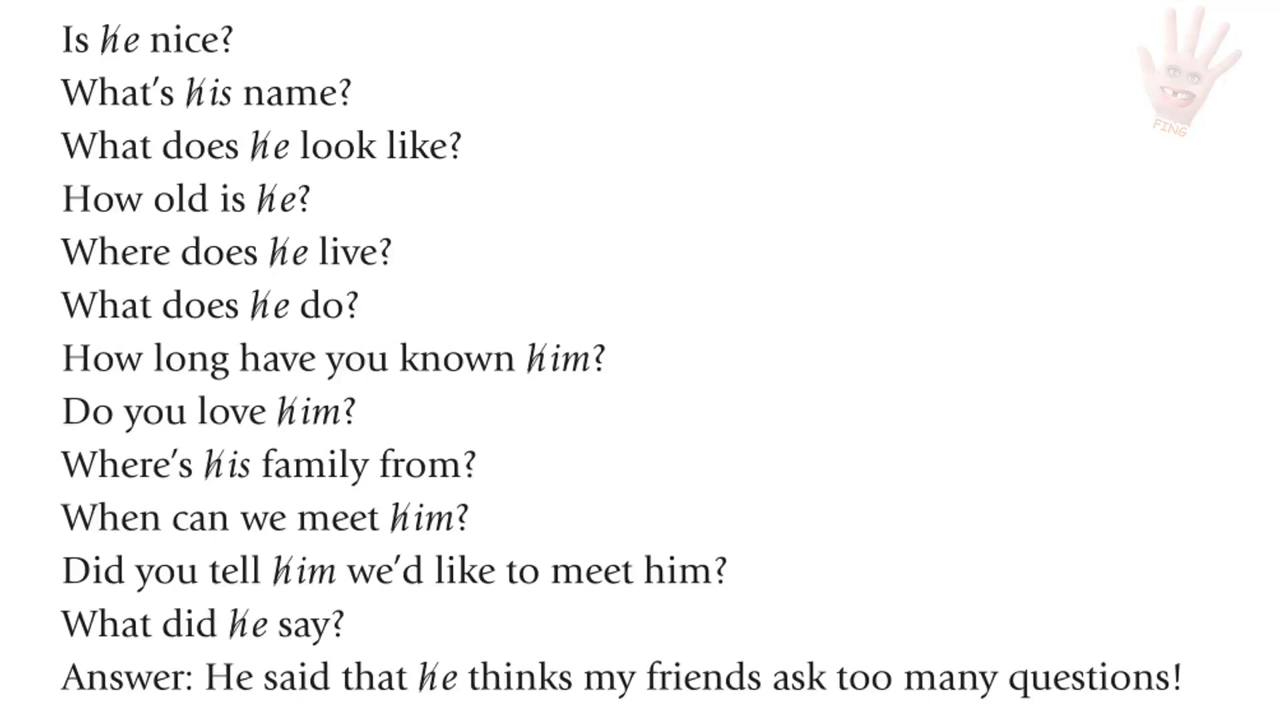 Is he nice?
What's his name?
What does he look like?
How old is he?
Where does he live?
What does he do?
How long have you known him?
Do you love him?
Where's his family from?
When can we meet him?
Did you tell him we'd like to meet him?
What did he say?
Answer: He said that he thinks my friends ask too many questions!
FING